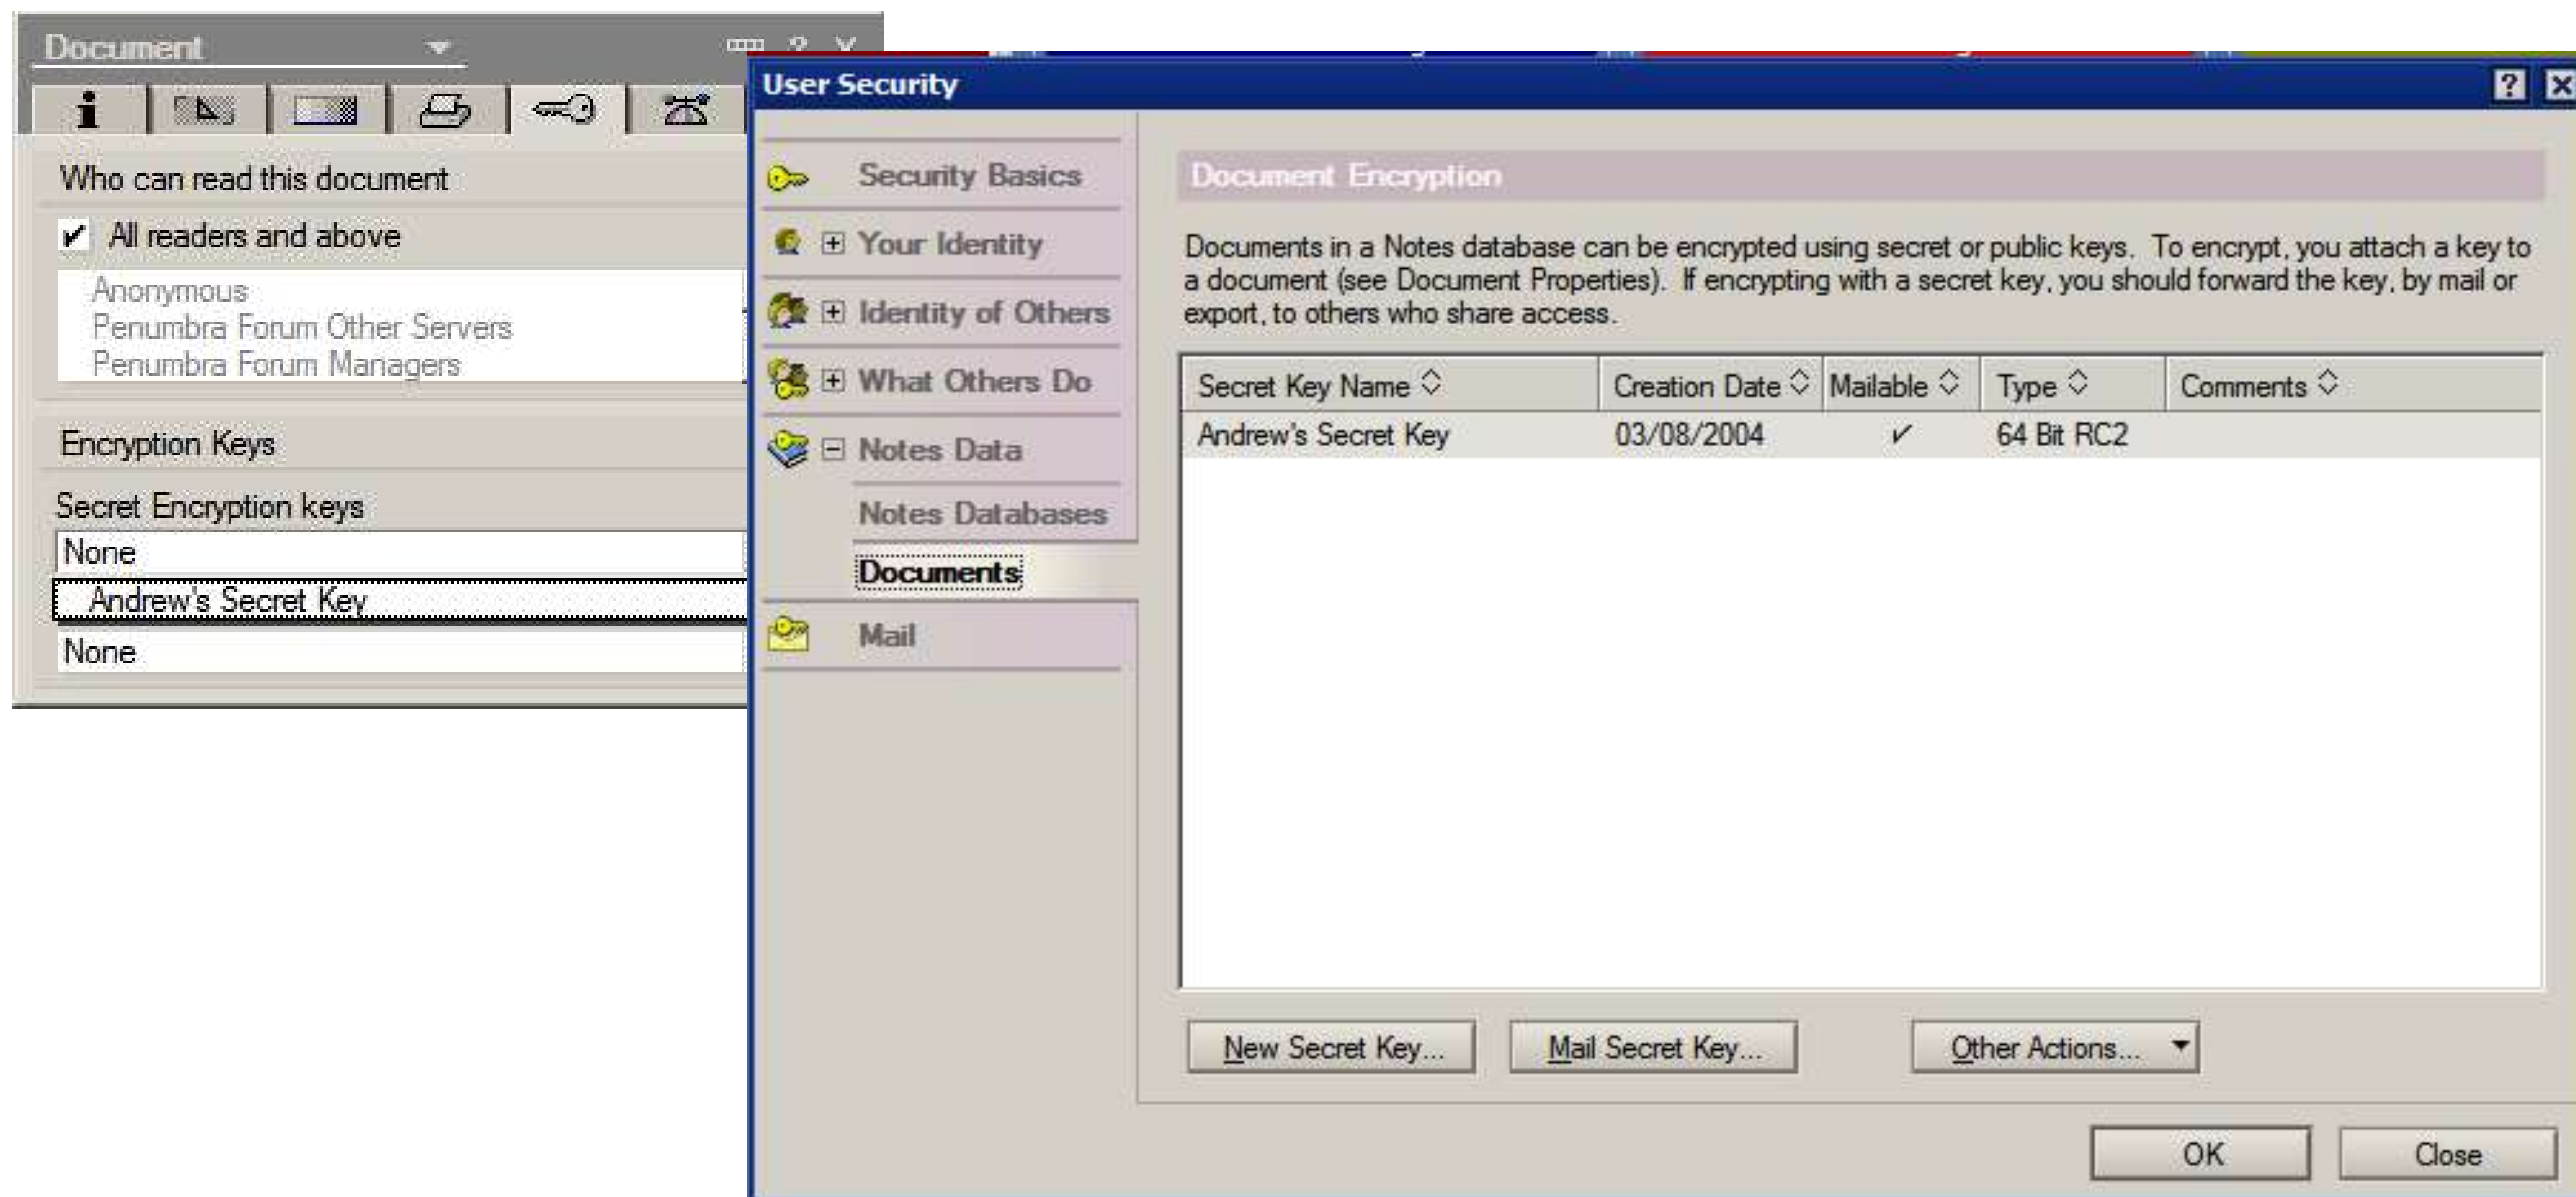 Document
Who can read this document
All readers and above
Anonymous
Penumbra Forum Other Servers
Penumbra Forum Managers
Encryption Keys
Secret Encryption keys
None
Andrew's Secret Key
None
User Security
Security Basics
Your Identity
Identity of Others
What Others Do
Notes Data
Notes Databases
Documents
Mail
Document Encryption
Documents in a Notes database can be encrypted using secret or public keys. To encrypt, you attach a key to
a document (see Document Properties). If encrypting with a secret key, you should forward the key, by mail or
export, to others who share access.
Secret Key Name Creation Date Mailable Type Comments
Andrew's Secret Key 03/08/2004 ✓ 64 Bit RC2
New Secret Key... Mail Secret Key... Other Actions...
OK Close